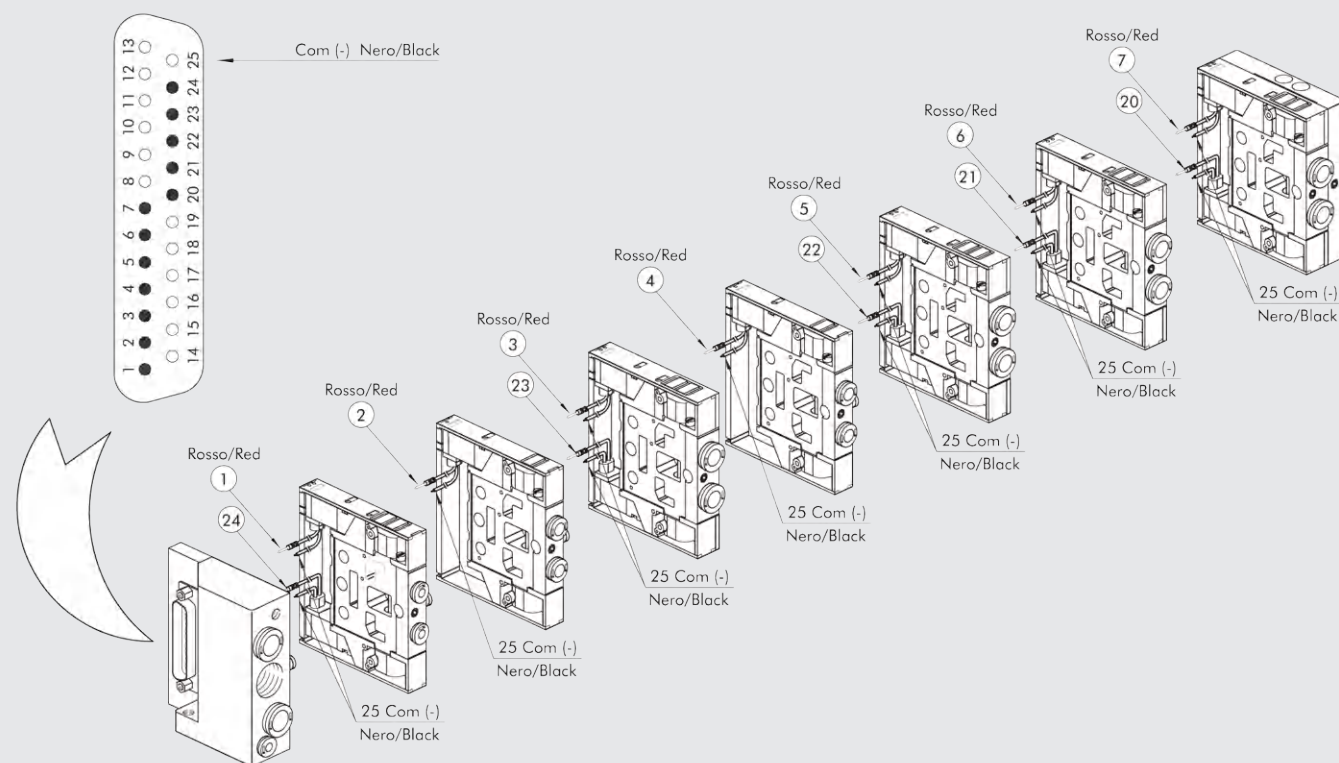 13
12
11
10
9
8
7
6
5
4
3
2
1
25
24
23
22
21
20
19
18
17
16
15
14
Com (-) Nero/Black
Rosso/Red
1
24
25 Com (-)
Nero/Black
Rosso/Red
2
25 Com (-)
Nero/Black
Rosso/Red
3
23
25 Com (-)
Nero/Black
Rosso/Red
4
25 Com (-)
Nero/Black
Rosso/Red
5
22
25 Com (-)
Nero/Black
Rosso/Red
6
21
25 Com (-)
Nero/Black
Rosso/Red
7
20
25 Com (-)
Nero/Black